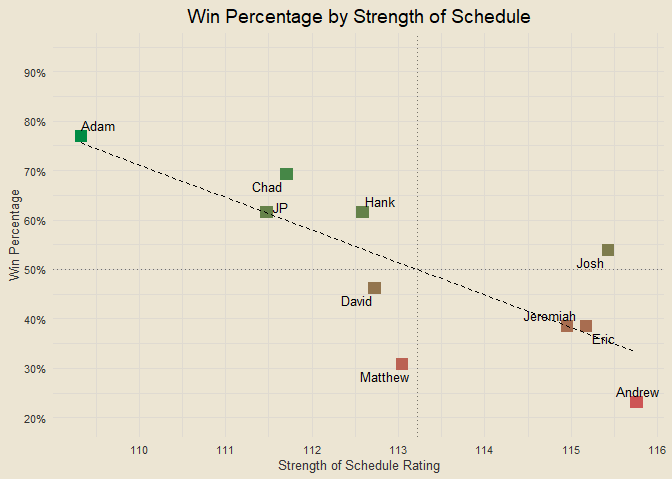 Win Percentage by Strength of Schedule
90%
80%
70%
60%
50%
40%
30%
20%
Win Percentage
Adam
Chad
JP
Hank
Josh
David
Jeremiah
Eric
Matthew
Andrew
110
111
112
113
114
115
116
Strength of Schedule Rating